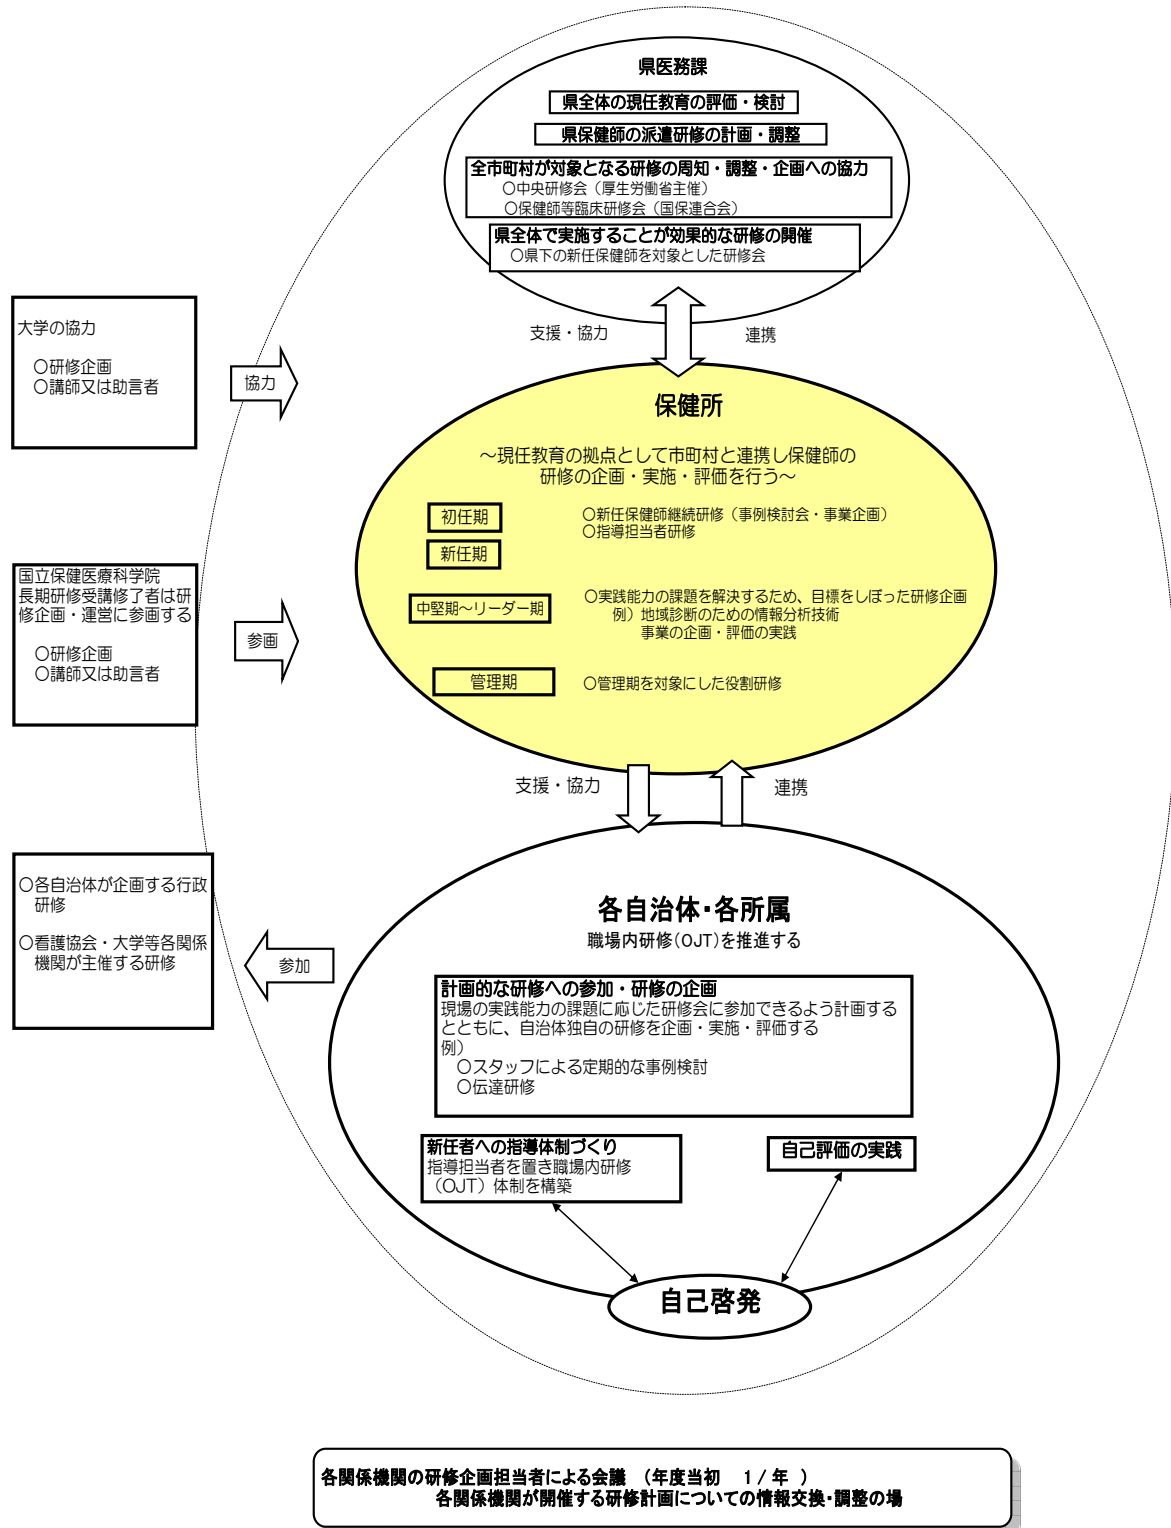 県医務課
県全体の現任教育の評価・検討
県保健師の派遣研修の計画・調整
全市町村が対象となる研修の周知・調整・企画への協力
○中央研修会（厚生労働省主催）
○保健師等臨床研修会（国保連合会）
県全体で実施することが効果的な研修の開催
○県下の新任保健師を対象とした研修会
支援・協力
連携
大学の協力
○研修企画
○講師又は助言者
協力
保健所
～現任教育の拠点として市町村と連携し保健師の
研修の企画・実施・評価を行う～
初任期
○新任保健師継続研修（事例検討会・事業企画）
○指導担当者研修
新任期
中堅期～リーダー期
○実践能力の課題を解決するため、目標をしぼった研修企画
例）地域診断のための情報分析技術
事業の企画・評価の実践
管理期
○管理期を対象にした役割研修
国立保健医療科学院
長期研修受講修了者は研
修企画・運営に参画する
○研修企画
○講師又は助言者
参画
支援・協力
連携
○各自治体が企画する行政
研修
○看護協会・大学等各関係
機関が主催する研修
参加
各自治体・各所属
職場内研修(OJT)を推進する
計画的な研修への参加・研修の企画
現場の実践能力の課題に応じた研修会に参加できるよう計画する
とともに、自治体独自の研修を企画・実施・評価する
例）
○スタッフによる定期的な事例検討
○伝達研修
新任者への指導体制づくり
指導担当者を置き職場内研修
（OJT）体制を構築
自己評価の実践
自己啓発
各関係機関の研修企画担当者による会議　（年度当初　１／年　）
各関係機関が開催する研修計画についての情報交換・調整の場